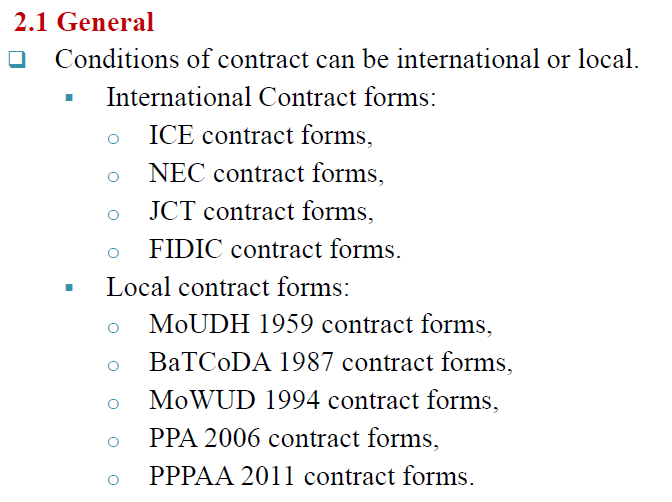 2.1 General
Conditions of contract can be international or local.
International Contract forms:
ICE contract forms,
NEC contract forms,
JCT contract forms,
FIDIC contract forms.
Local contract forms:
MoUDH 1959 contract forms,
BaTCoDA 1987 contract forms,
MoWUD 1994 contract forms,
PPA 2006 contract forms,
PPPAA 2011 contract forms.